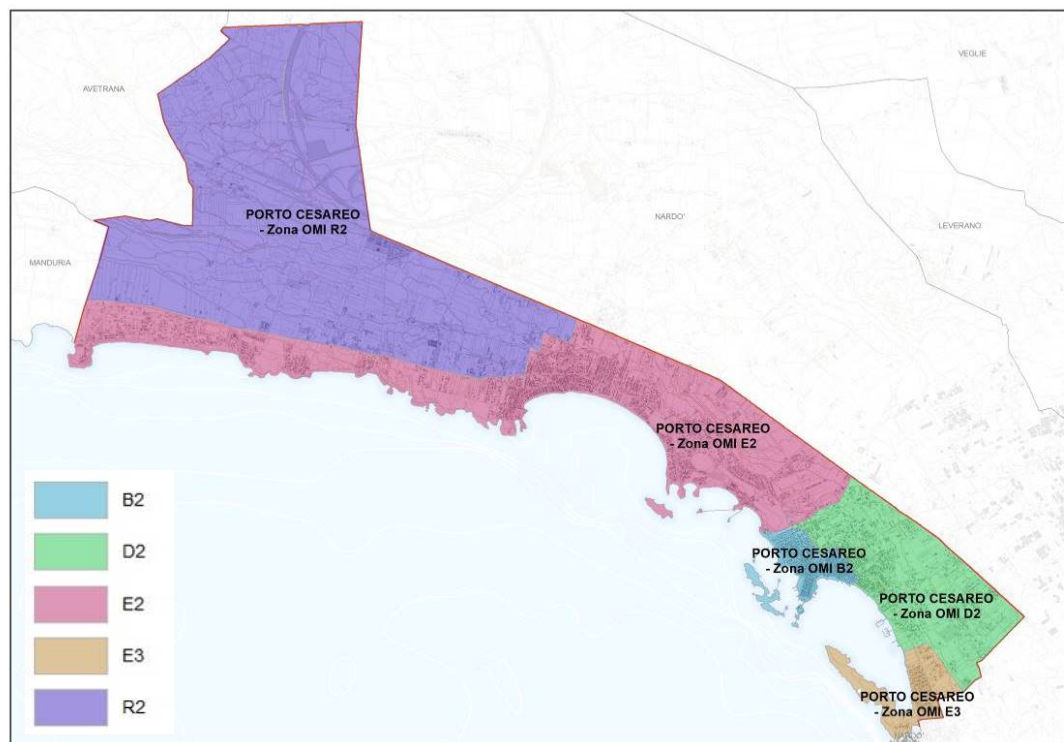 VEGLIE
AVETRANA
PORTO CESAREO
- Zona OMI R2
NARDO'
LEVERANO
MANDURIA
PORTO CESAREO
- Zona OMI E2
B2
D2
E2
E3
R2
PORTO CESAREO
- Zona OMI B2
PORTO CESAREO
- Zona OMI D2
PORTO CESAREO
- Zona OMI E3
NARDO'